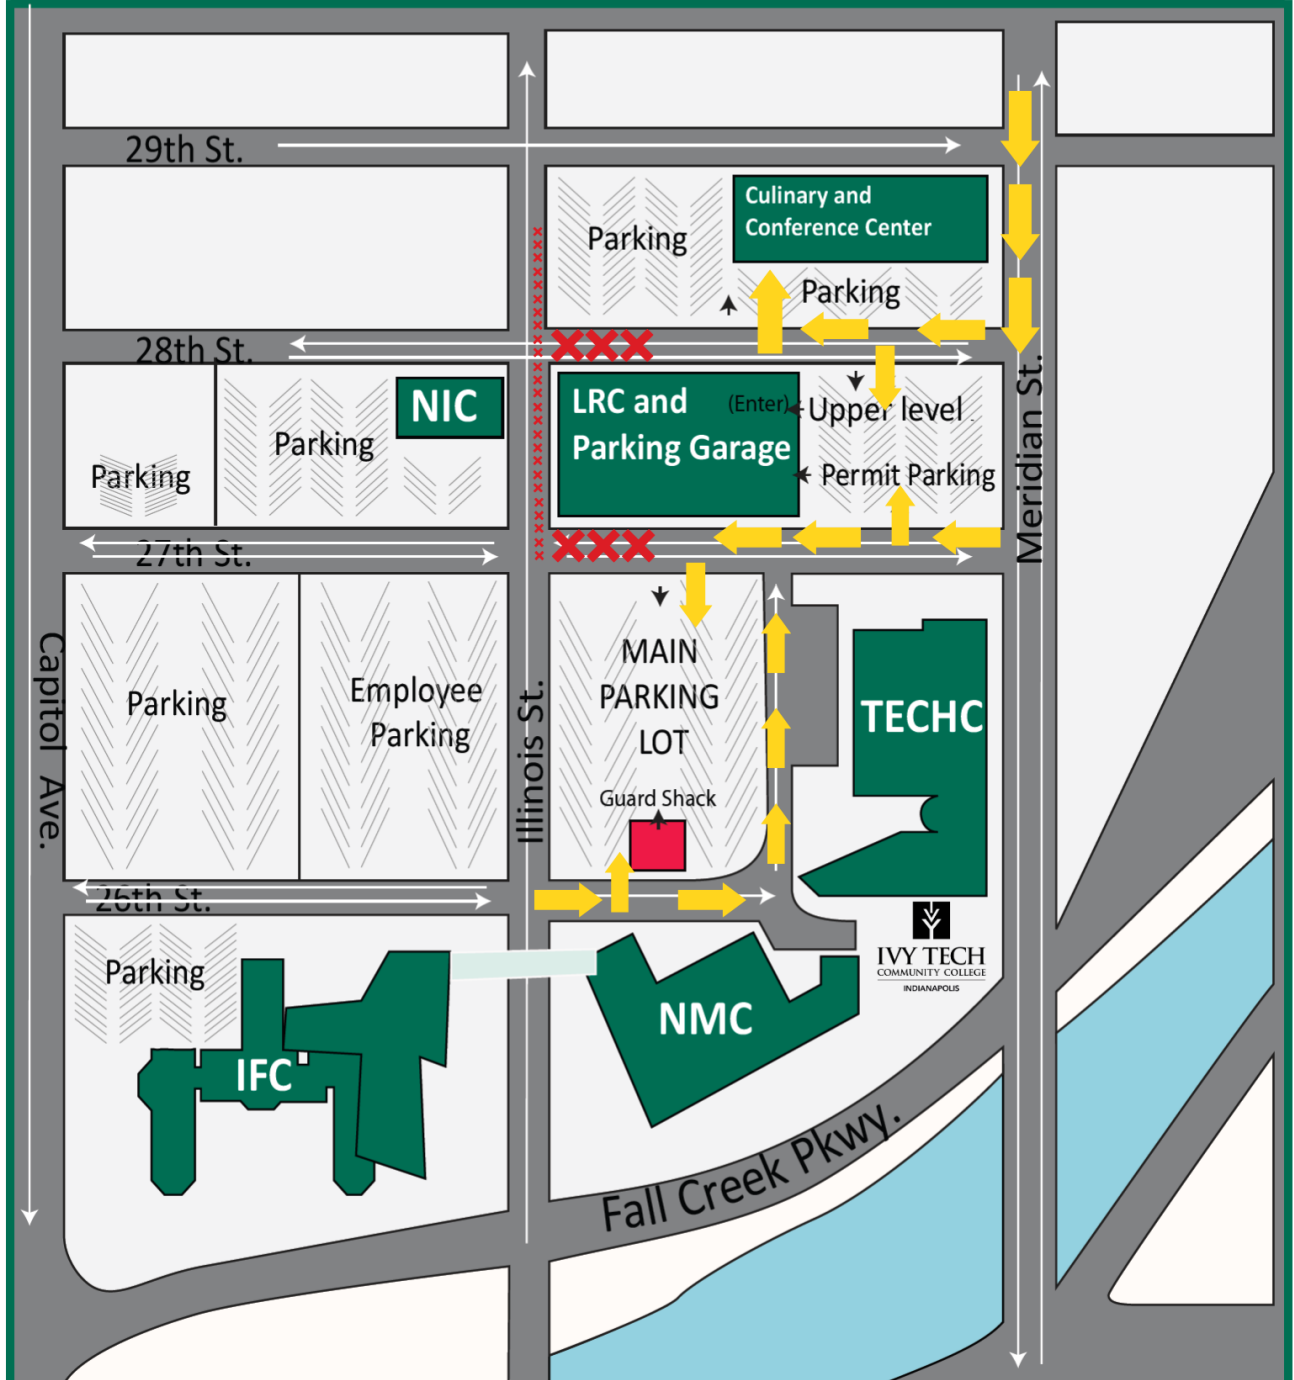 29th St.
Culinary and
Conference Center
Parking
Parking
28th St.
NIC
LRC and
Parking Garage
(Enter)
Upper level
Permit Parking
Parking
Parking
Meridian St.
27th St.
Capitol Ave.
Parking
Employee
Parking
Illinois St.
MAIN
PARKING
LOT
Guard Shack
TECHC
26th St.
Parking
IFC
NMC
IVY TECH
COMMUNITY COLLEGE
INDIANAPOLIS
Fall Creek Pkwy.